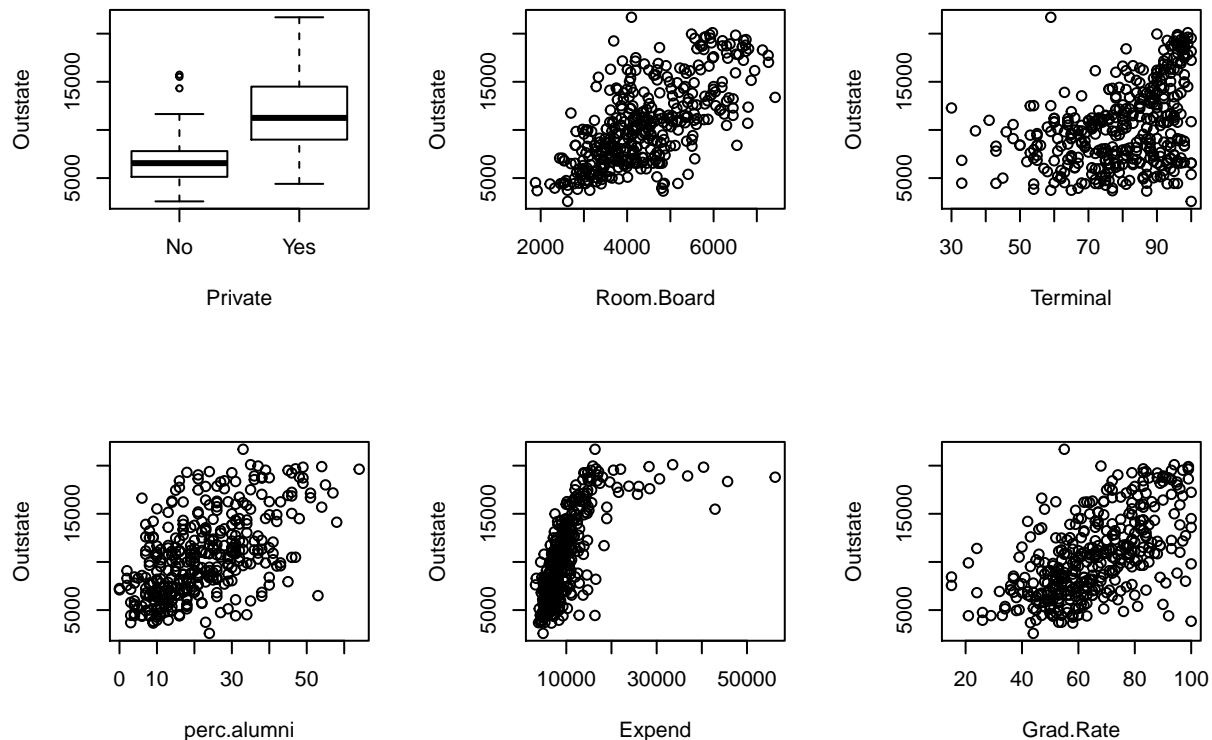 Outstate
5000 15000
No Yes
Private
Outstate
5000 15000
2000 4000 6000
Room.Board
Outstate
5000 15000
30 50 70 90
Terminal
Outstate
5000 15000
0 10 30 50
perc.alumni
Outstate
5000 15000
10000 30000 50000
Expend
Outstate
5000 15000
20 40 60 80 100
Grad.Rate